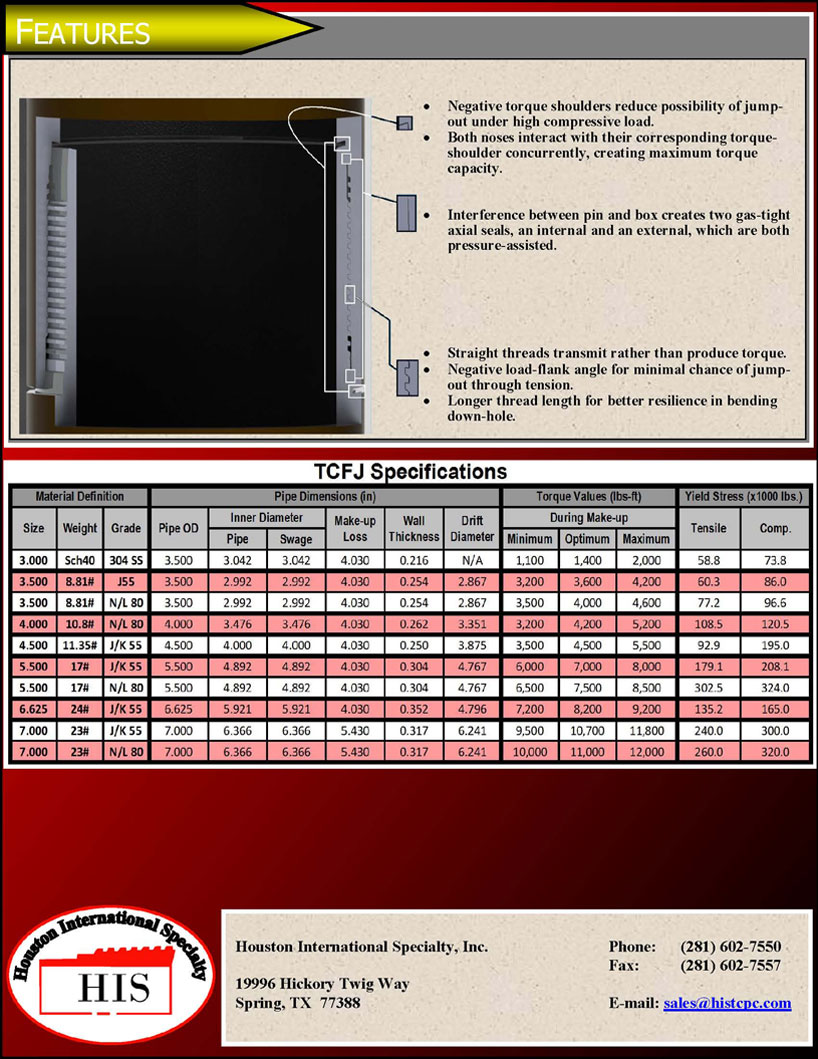 FEATURES
• Negative torque shoulders reduce possibility of jump-
out under high compressive load.
• Both noses interact with their corresponding torque-
shoulder concurrently, creating maximum torque
capacity.
• Interference between pin and box creates two gas-tight
axial seals, an internal and an external, which are both
pressure-assisted.
• Straight threads transmit rather than produce torque.
• Negative load-flank angle for minimal chance of jump-
out through tension.
• Longer thread length for better resilience in bending
down-hole.
TCFJ Specifications
Material Definition Pipe Dimensions (in) Torque Values (lbs-ft) Yield Stress (x1000 lbs.)
Size Weight Grade Pipe OD Inner Diameter Make-up Loss Wall Thickness Drift Diameter During Make-up Tensile Comp.
Pipe Swage Minimum Optimum Maximum
3.000 Sch40 304 SS 3.500 3.042 3.042 4.030 0.216 N/A 1,100 1,400 2,000 58.8 73.8
3.500 8.81# J55 3.500 2.992 2.992 4.030 0.254 2.867 3,200 3,600 4,200 60.3 86.0
3.500 8.81# N/L 80 3.500 2.992 2.992 4.030 0.254 2.867 3,500 4,000 4,600 77.2 96.6
4.000 10.8# N/L 80 4.000 3.476 3.476 4.030 0.262 3.351 3,200 4,200 5,200 108.5 120.5
4.500 11.35# J/K 55 4.500 4.000 4.000 4.030 0.250 3.875 3,500 4,500 5,500 92.9 195.0
5.500 17# J/K 55 5.500 4.892 4.892 4.030 0.304 4.767 6,000 7,000 8,000 179.1 208.1
5.500 17# N/L 80 5.500 4.892 4.892 4.030 0.304 4.767 6,500 7,500 8,500 302.5 324.0
6.625 24# J/K 55 6.625 5.921 5.921 4.030 0.352 4.796 7,200 8,200 9,200 135.2 165.0
7.000 23# J/K 55 7.000 6.366 6.366 5.430 0.317 6.241 9,500 10,700 11,800 240.0 300.0
7.000 23# N/L 80 7.000 6.366 6.366 5.430 0.317 6.241 10,000 11,000 12,000 260.0 320.0
Houston International Specialty
HIS
Houston International Specialty, Inc. Phone: (281) 602-7550
Fax: (281) 602-7557
19996 Hickory Twig Way
Spring, TX 77388 E-mail: sales@histcpc.com